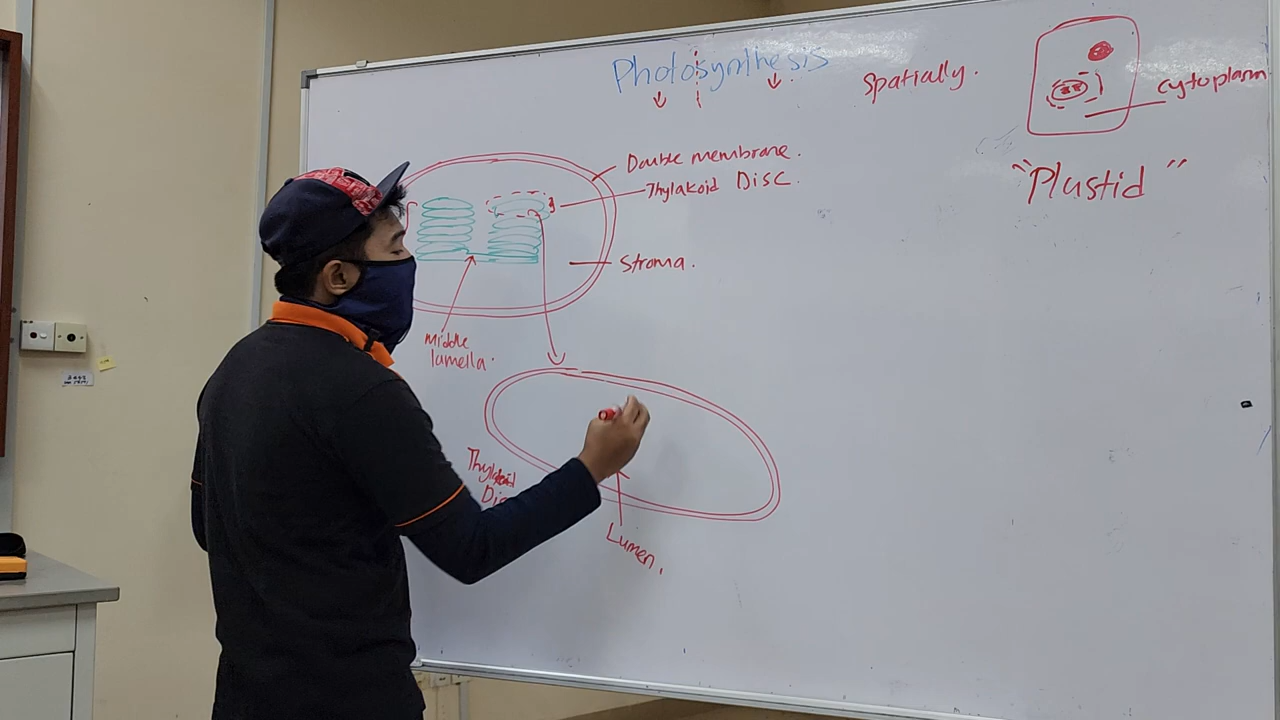 Photosynthesis
Spatially.
cytoplasm
"Plastid"
Double membrane.
Thylakoid Disc.
Stroma.
Middle
lamella.
Thylakoid
Disc
Lumen.